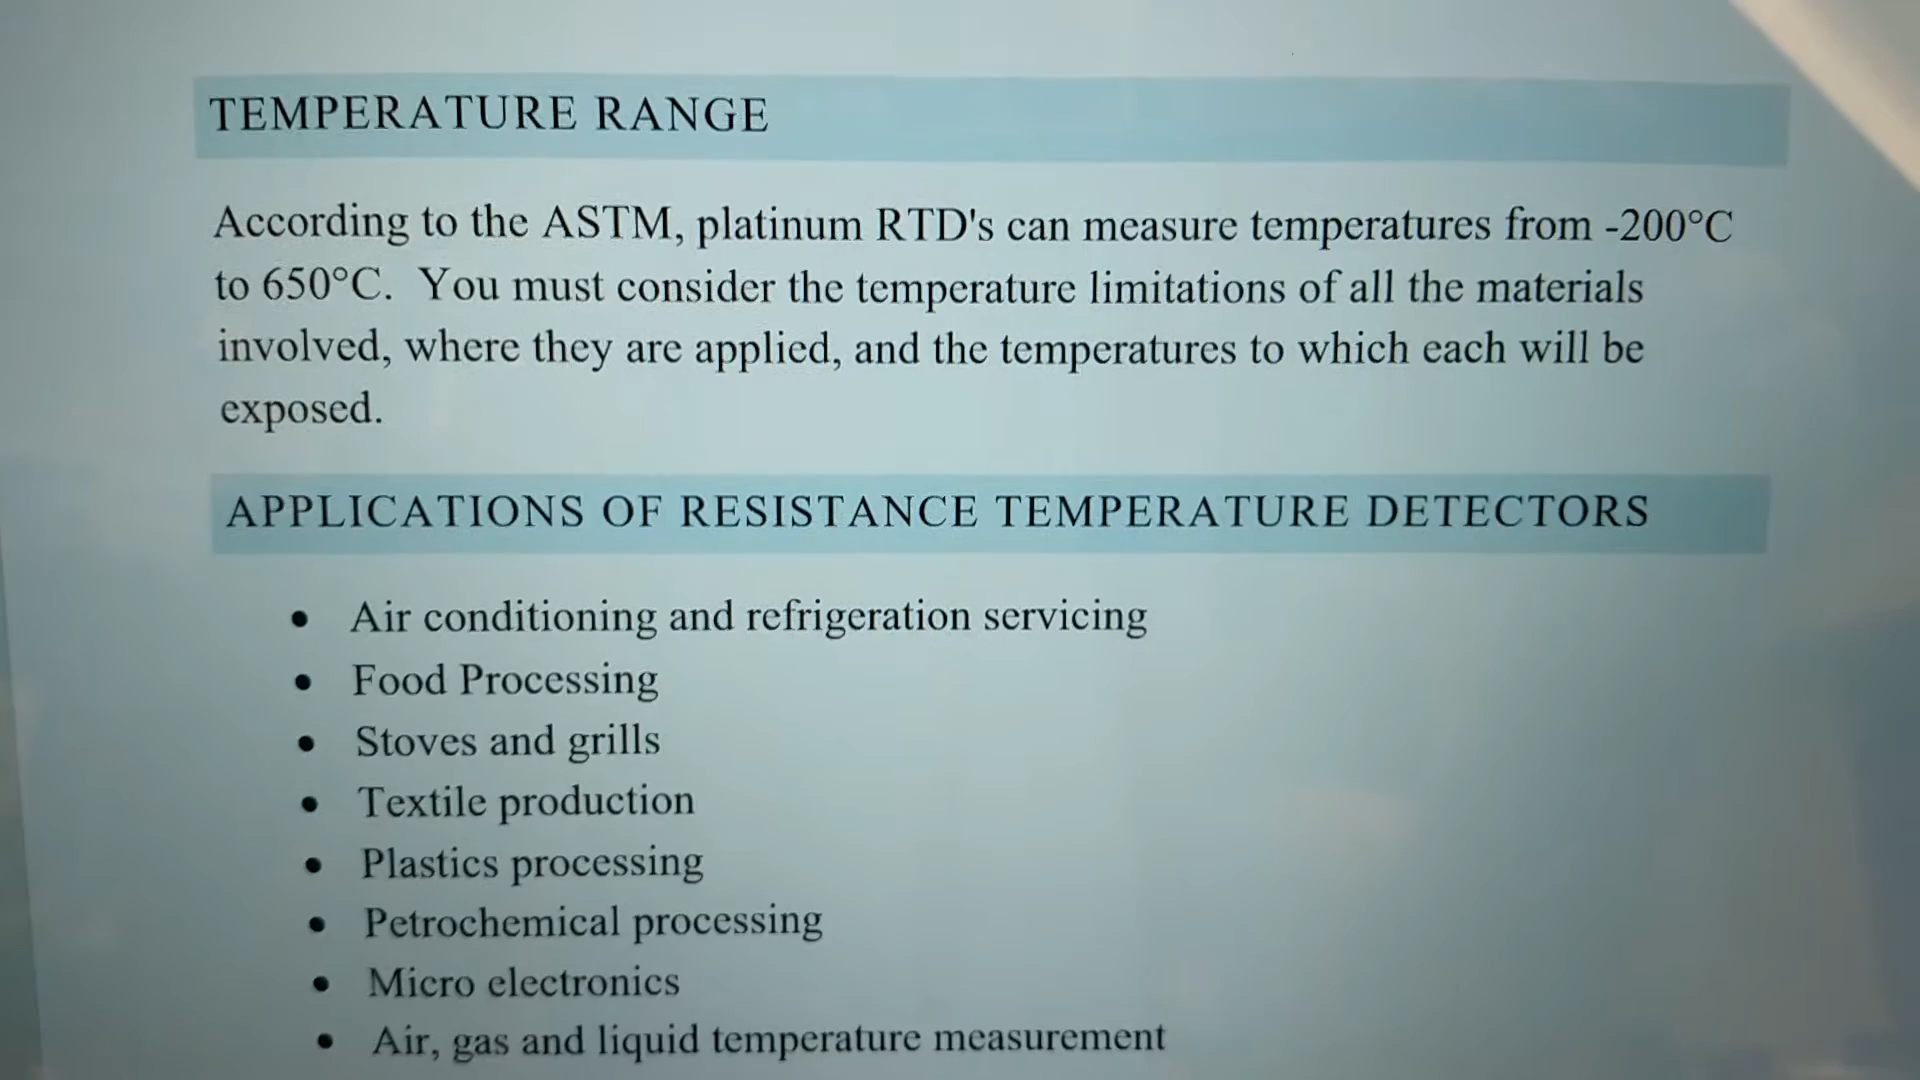 TEMPERATURE RANGE
According to the ASTM, platinum RTD's can measure temperatures from -200°C
to 650°C. You must consider the temperature limitations of all the materials
involved, where they are applied, and the temperatures to which each will be
exposed.
APPLICATIONS OF RESISTANCE TEMPERATURE DETECTORS
• Air conditioning and refrigeration servicing
• Food Processing
• Stoves and grills
• Textile production
• Plastics processing
• Petrochemical processing
• Micro electronics
• Air, gas and liquid temperature measurement